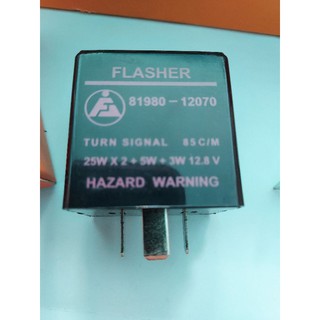 FLASHER
81980-12070
TURN SIGNAL 85C/M
25W X 2 + 5W + 3W 12.8 V
HAZARD WARNING